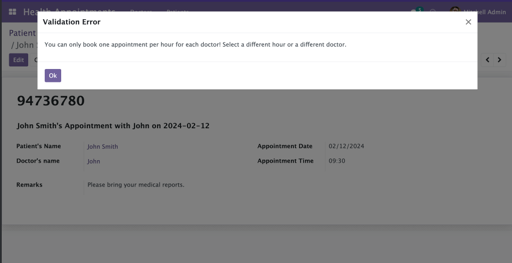 Health Appointments
Admin
Validation Error
You can only book one appointment per hour for each doctor! Select a different hour or a different doctor.
Ok
Patient
/ John
Edit
94736780
John Smith's Appointment with John on 2024-02-12
Patient's Name John Smith Appointment Date 02/12/2024
Doctor's name John Appointment Time 09:30
Remarks Please bring your medical reports.